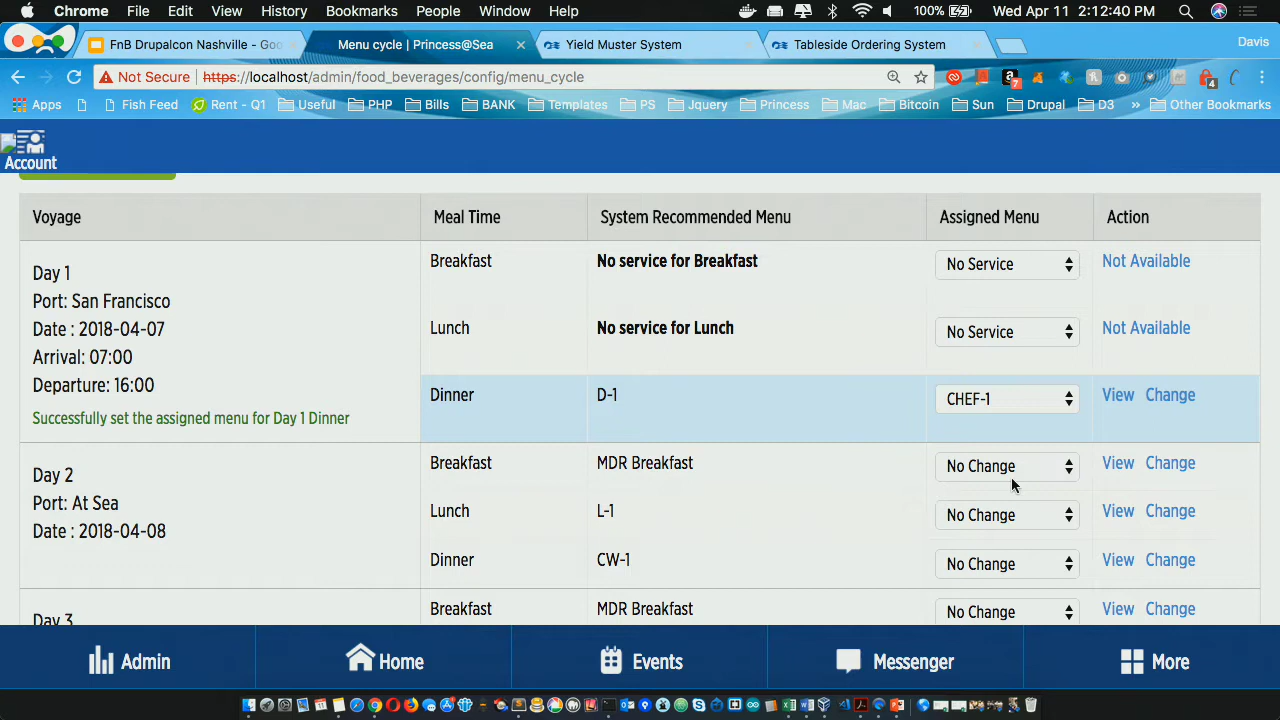 Chrome File Edit View History Bookmarks People Window Help 100% Wed Apr 11 2:12:40 PM
FnB Drupalcon Nashville - Goo Menu cycle | Princess@Sea Yield Muster System Tableside Ordering System Davis
Not Secure https://localhost/admin/food_beverages/config/menu_cycle
Apps Fish Feed Rent - Q1 Useful PHP Bills BANK Templates PS Jquery Princess Mac Bitcoin Sun Drupal D3 » Other Bookmarks
Account
Voyage Meal Time System Recommended Menu Assigned Menu Action
Day 1
Port: San Francisco
Date : 2018-04-07
Arrival: 07:00
Departure: 16:00
Successfully set the assigned menu for Day 1 Dinner
Breakfast No service for Breakfast No Service Not Available
Lunch No service for Lunch No Service Not Available
Dinner D-1 CHEF-1 View Change
Day 2
Port: At Sea
Date : 2018-04-08
Breakfast MDR Breakfast No Change View Change
Lunch L-1 No Change View Change
Dinner CW-1 No Change View Change
Day 3
Breakfast MDR Breakfast No Change View Change
Admin Home Events Messenger More